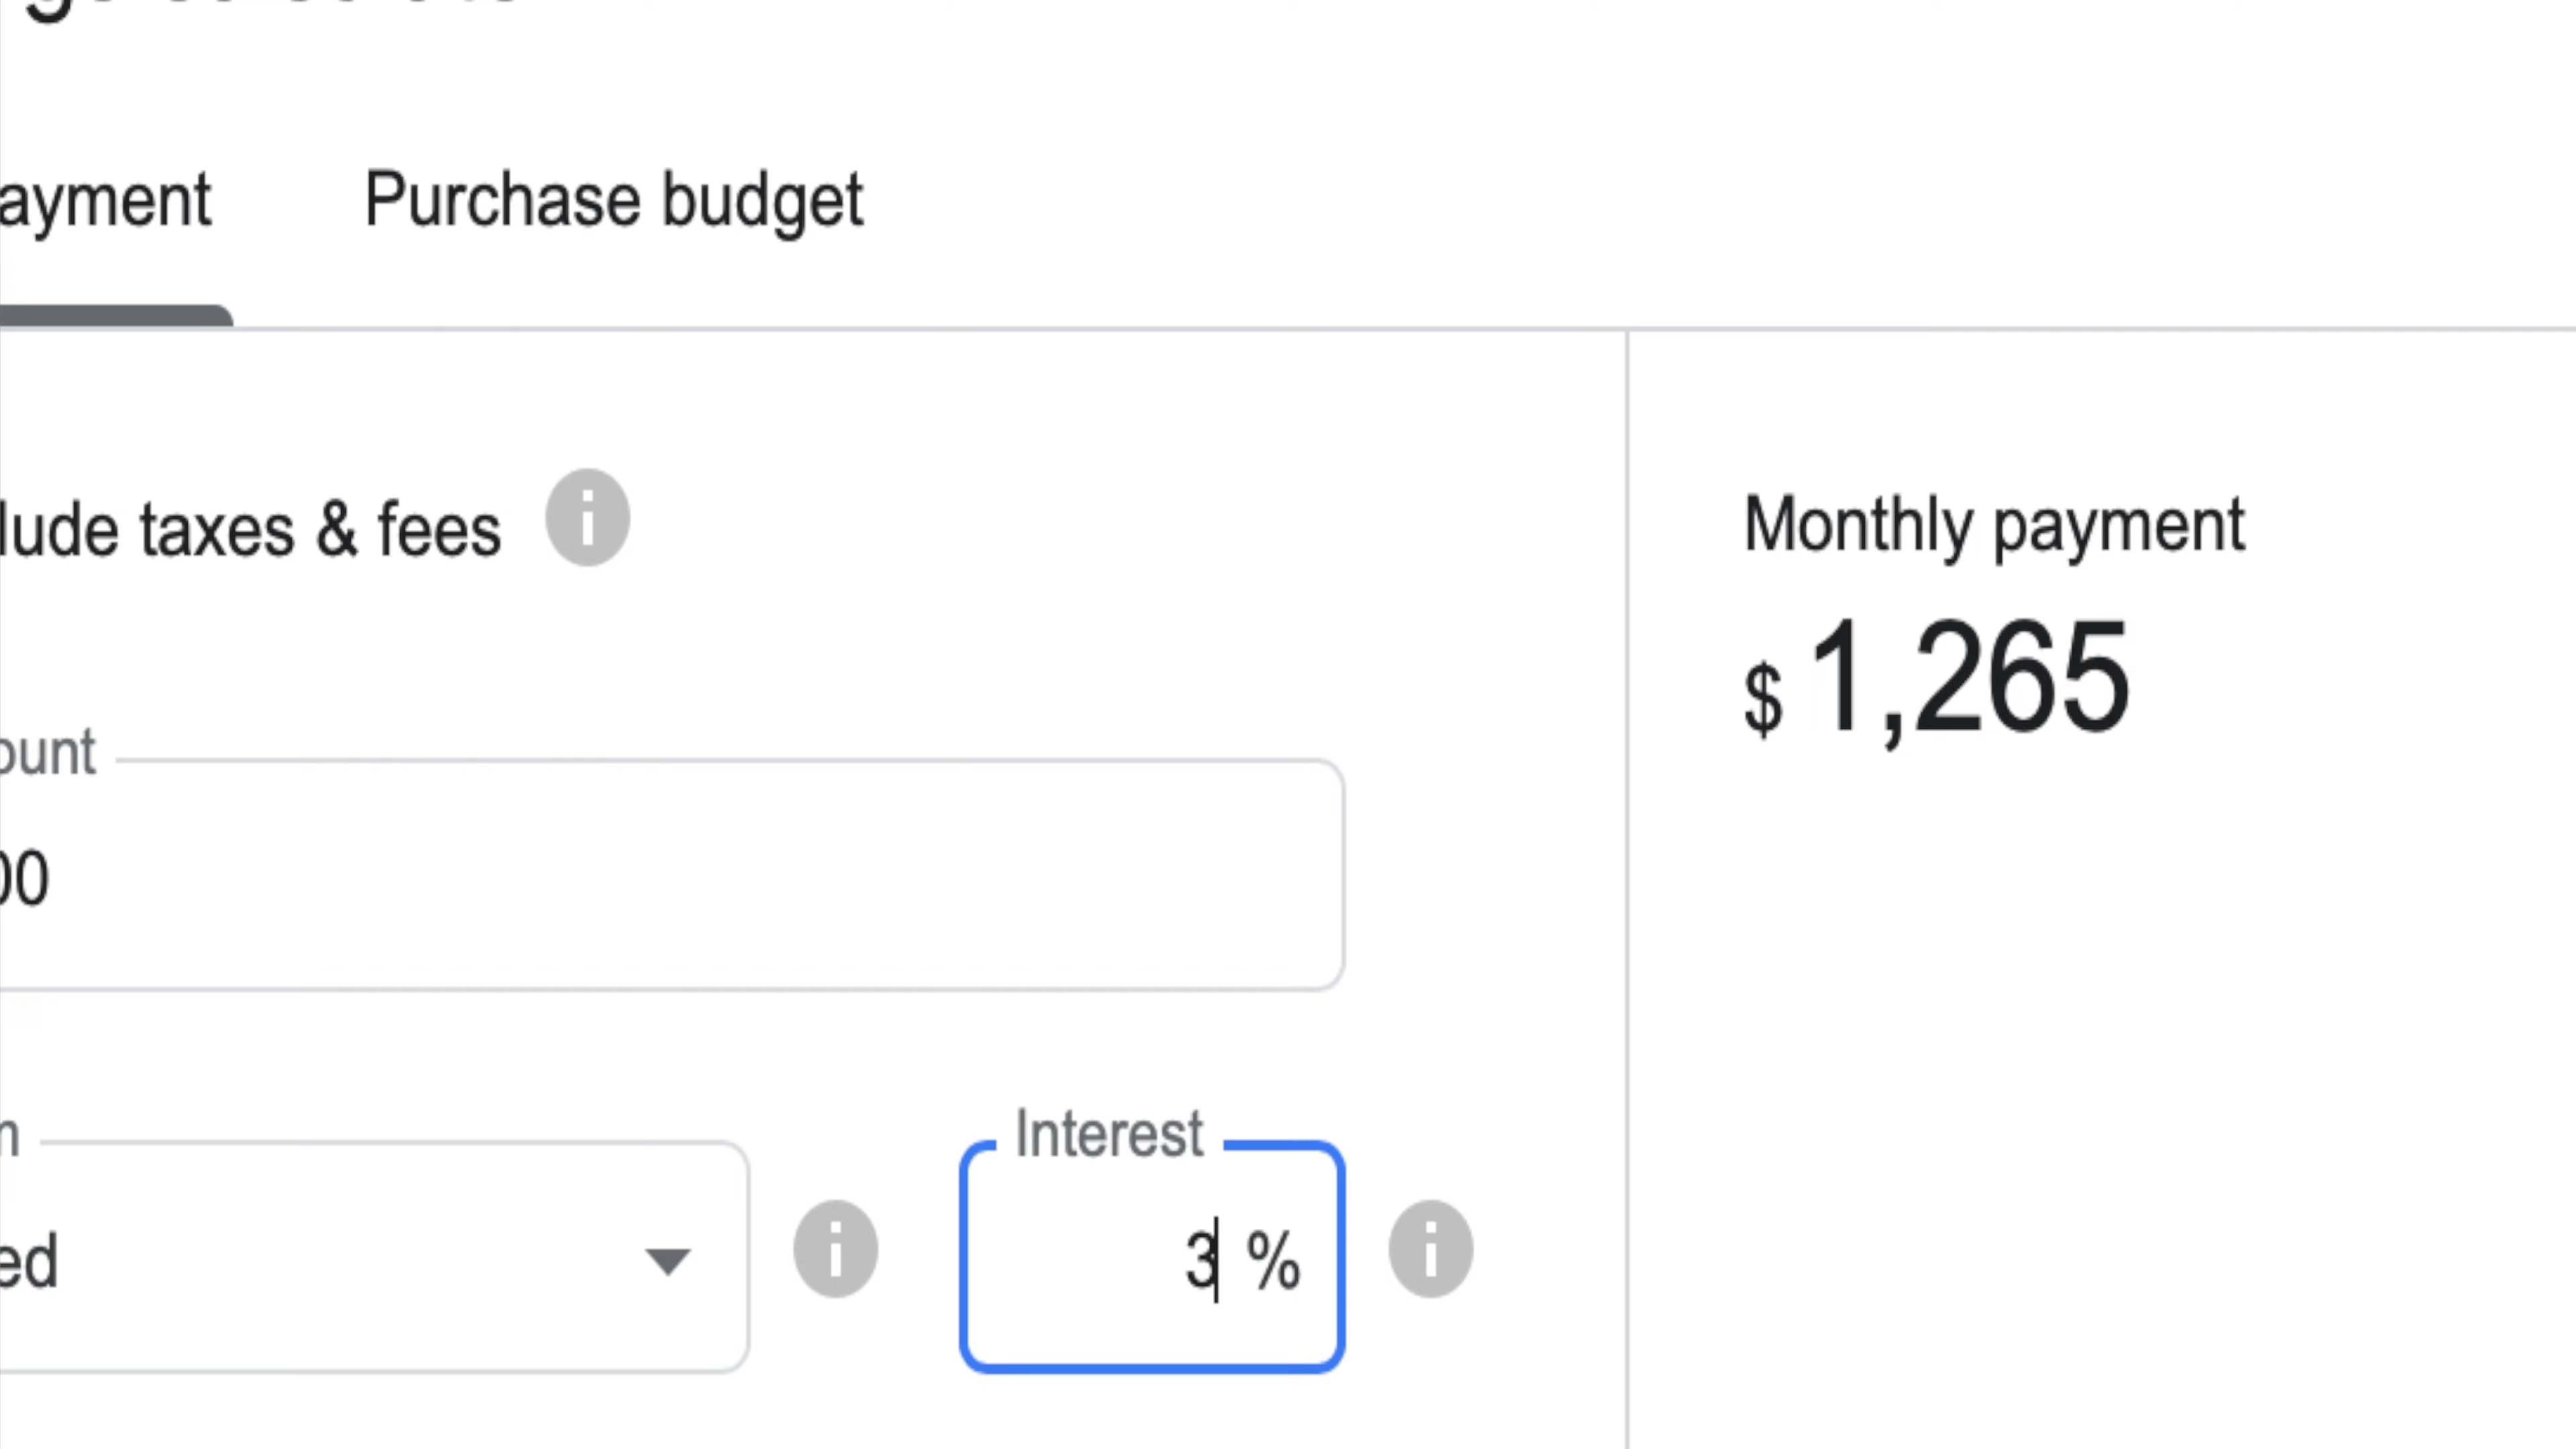 ayment Purchase budget
lude taxes & fees
Monthly payment
$ 1,265
ount
00
Interest
ed
3 %